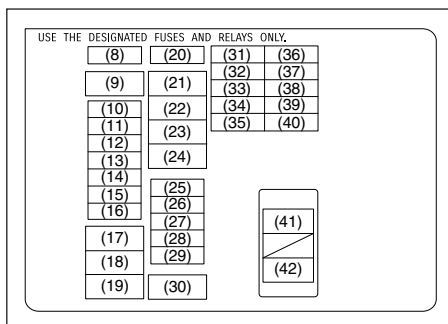 USE THE DESIGNATED FUSES AND RELAYS ONLY.
(8) (20) (31) (36)
(32) (37)
(9) (21) (33) (38)
(10) (22) (34) (39)
(11) (35) (40)
(12) (23)
(13)
(14) (24)
(15) (25)
(16) (26)
(27) (41)
(17) (28)
(18) (29) (42)
(19) (30)